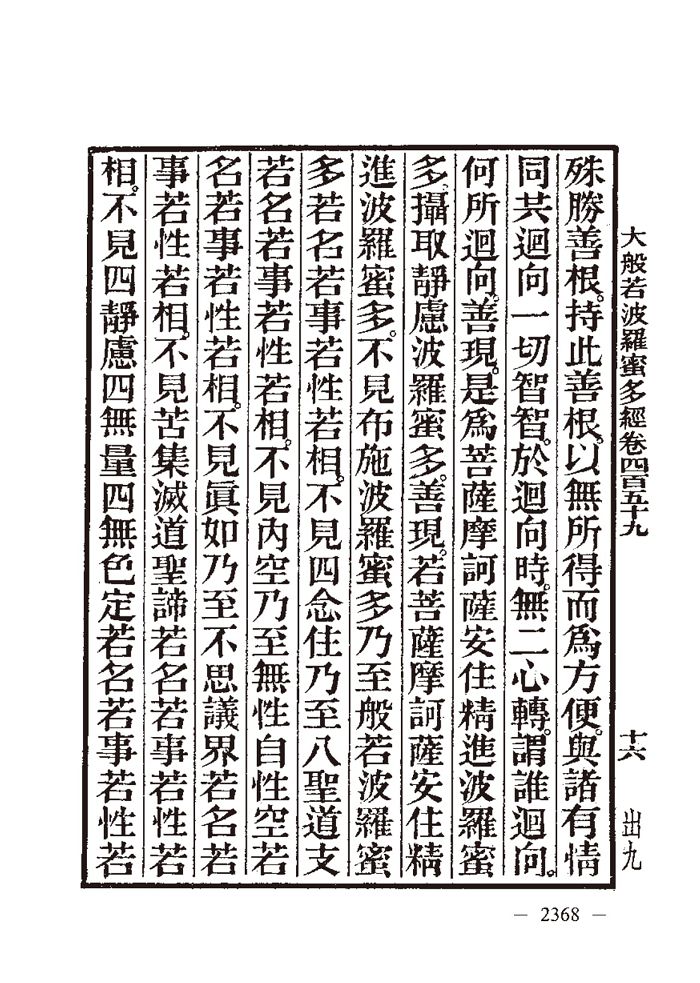 大般若波羅蜜多經卷四百五十九　十六　出九
殊勝善根。持此善根。以無所得而爲方便。與諸有情
同共迴向一切智智。於迴向時。無二心轉。謂誰迴向。
何所迴向。善現。是爲菩薩摩訶薩安住精進波羅蜜
多。攝取靜慮波羅蜜多。善現。若菩薩摩訶薩安住精
進波羅蜜多。不見布施波羅蜜多乃至般若波羅蜜
多若名若事若性若相。不見四念住乃至八聖道支
若名若事若性若相。不見內空乃至無性自性空若
名若事若性若相。不見眞如乃至不思議界若名若
事若性若相。不見苦集滅道聖諦若名若事若性若
相。不見四靜慮四無量四無色定若名若事若性若
— 2368 —